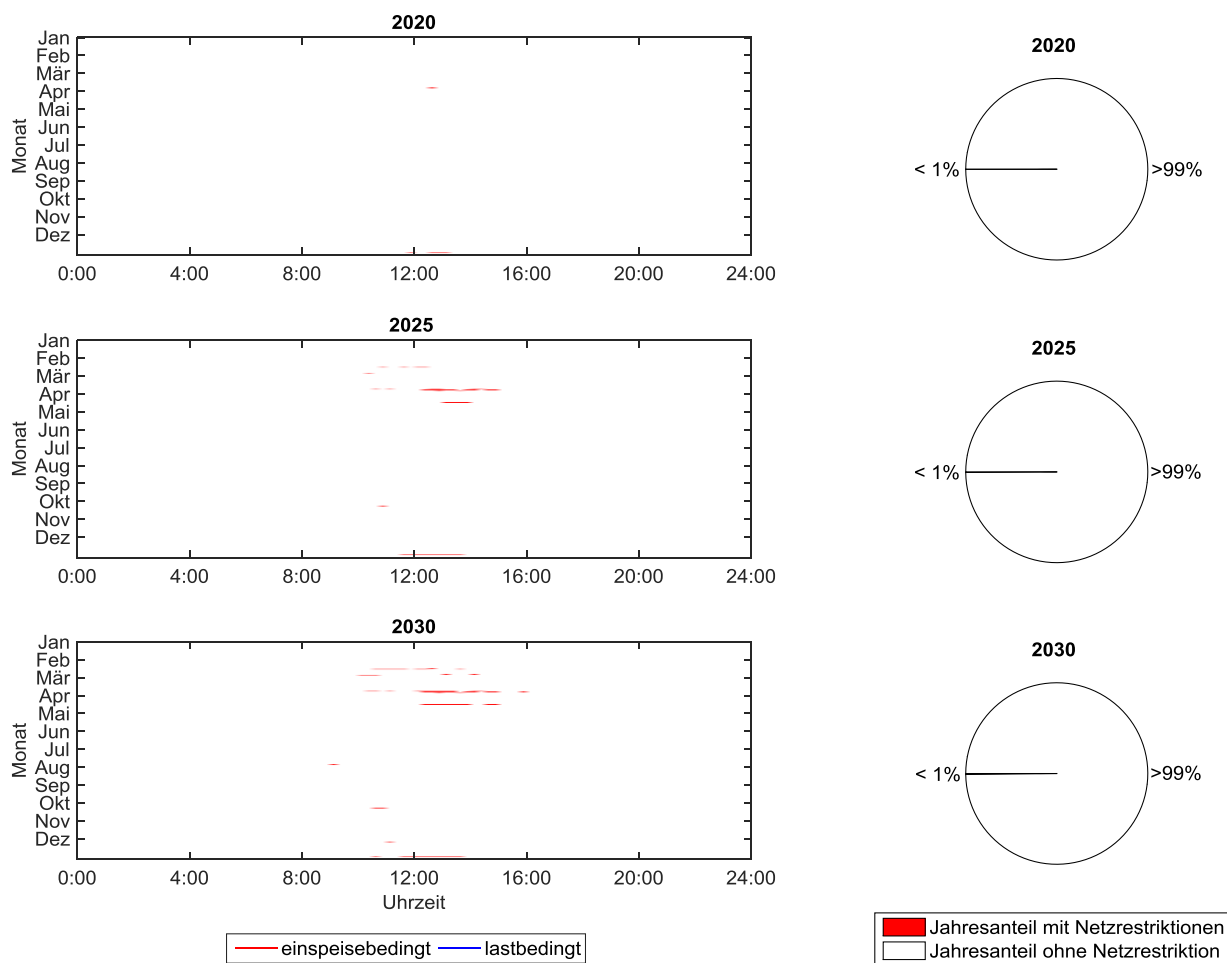 2020
Monat
Jan
Feb
Mär
Apr
Mai
Jun
Jul
Aug
Sep
Okt
Nov
Dez
0:00 4:00 8:00 12:00 16:00 20:00 24:00
2020
< 1% >99%
2025
Monat
Jan
Feb
Mär
Apr
Mai
Jun
Jul
Aug
Sep
Okt
Nov
Dez
0:00 4:00 8:00 12:00 16:00 20:00 24:00
2025
< 1% >99%
2030
Monat
Jan
Feb
Mär
Apr
Mai
Jun
Jul
Aug
Sep
Okt
Nov
Dez
0:00 4:00 8:00 12:00 16:00 20:00 24:00
Uhrzeit
2030
< 1% >99%
einspeisebedingt lastbedingt
Jahresanteil mit Netzrestriktionen
Jahresanteil ohne Netzrestriktion